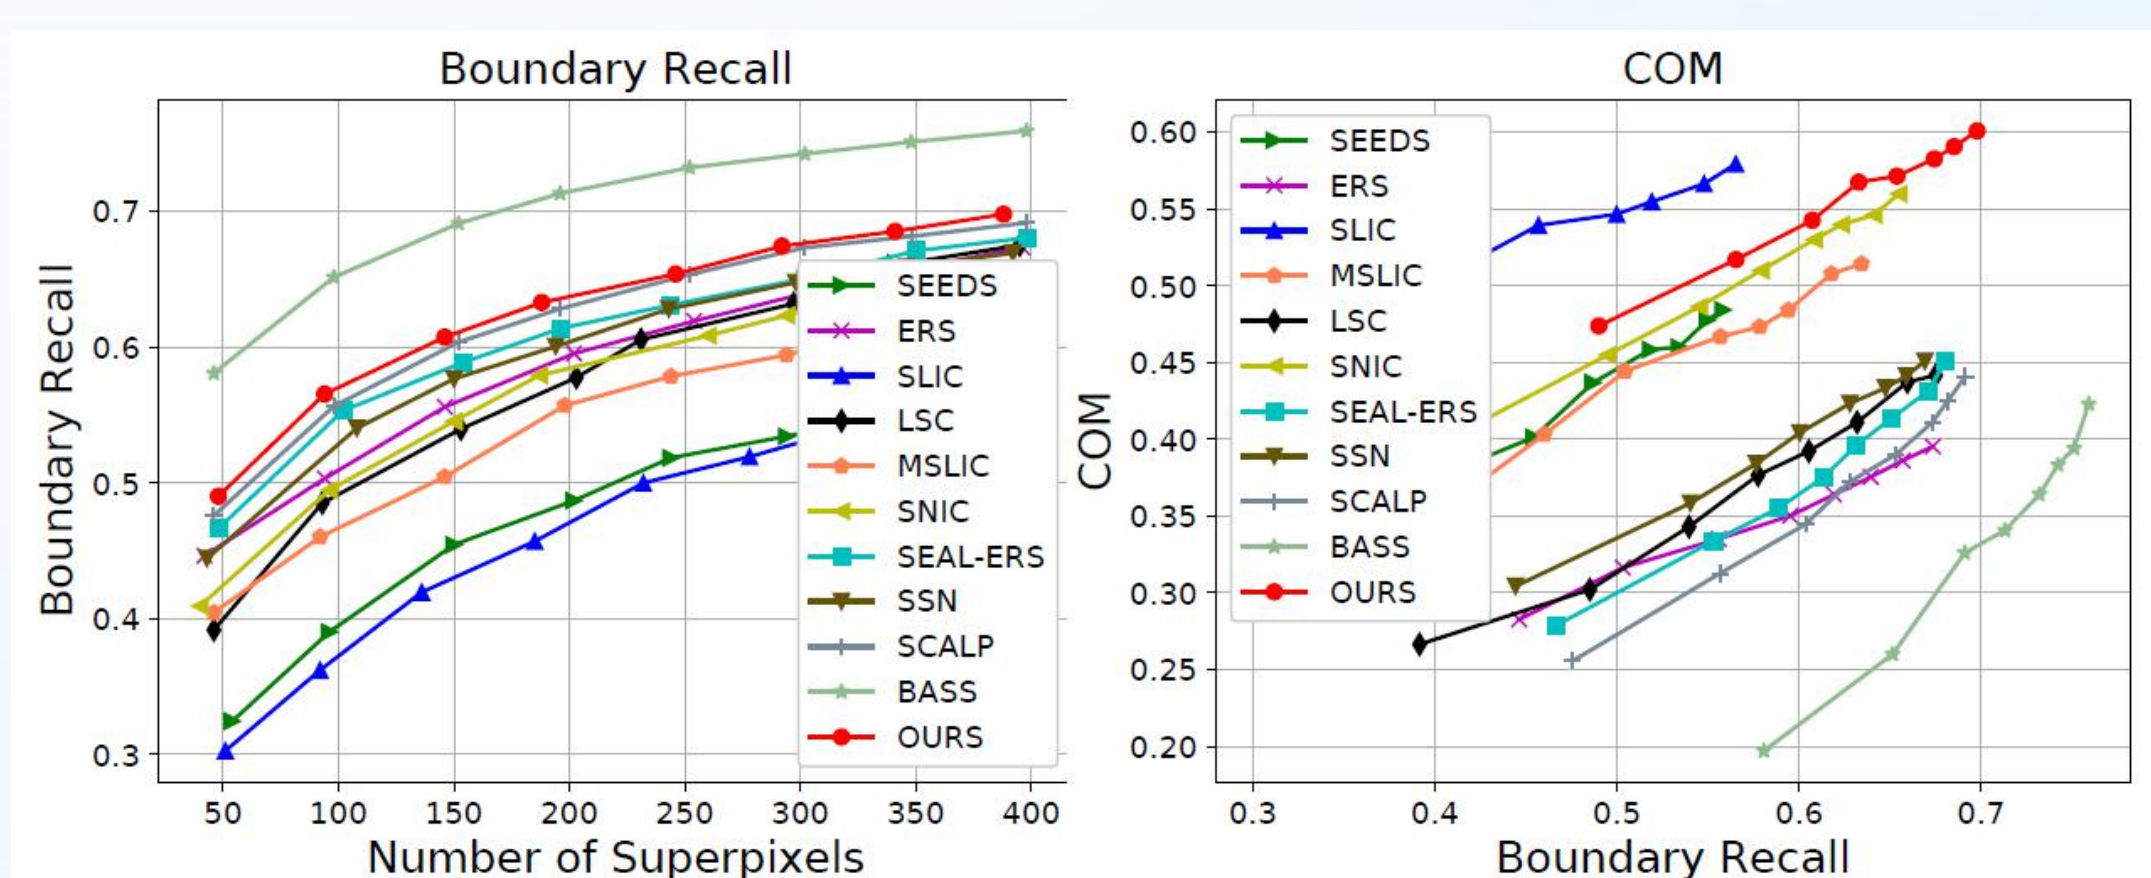 Boundary Recall
Boundary Recall
0.7
0.6
0.5
0.4
0.3
SEEDS
ERS
SLIC
LSC
MSLIC
SNIC
SEAL-ERS
SSN
SCALP
BASS
OURS
50 100 150 200 250 300 350 400
Number of Superpixels
COM
COM
0.60
0.55
0.50
0.45
0.40
0.35
0.30
0.25
0.20
SEEDS
ERS
SLIC
MSLIC
LSC
SNIC
SEAL-ERS
SSN
SCALP
BASS
OURS
0.3 0.4 0.5 0.6 0.7
Boundary Recall